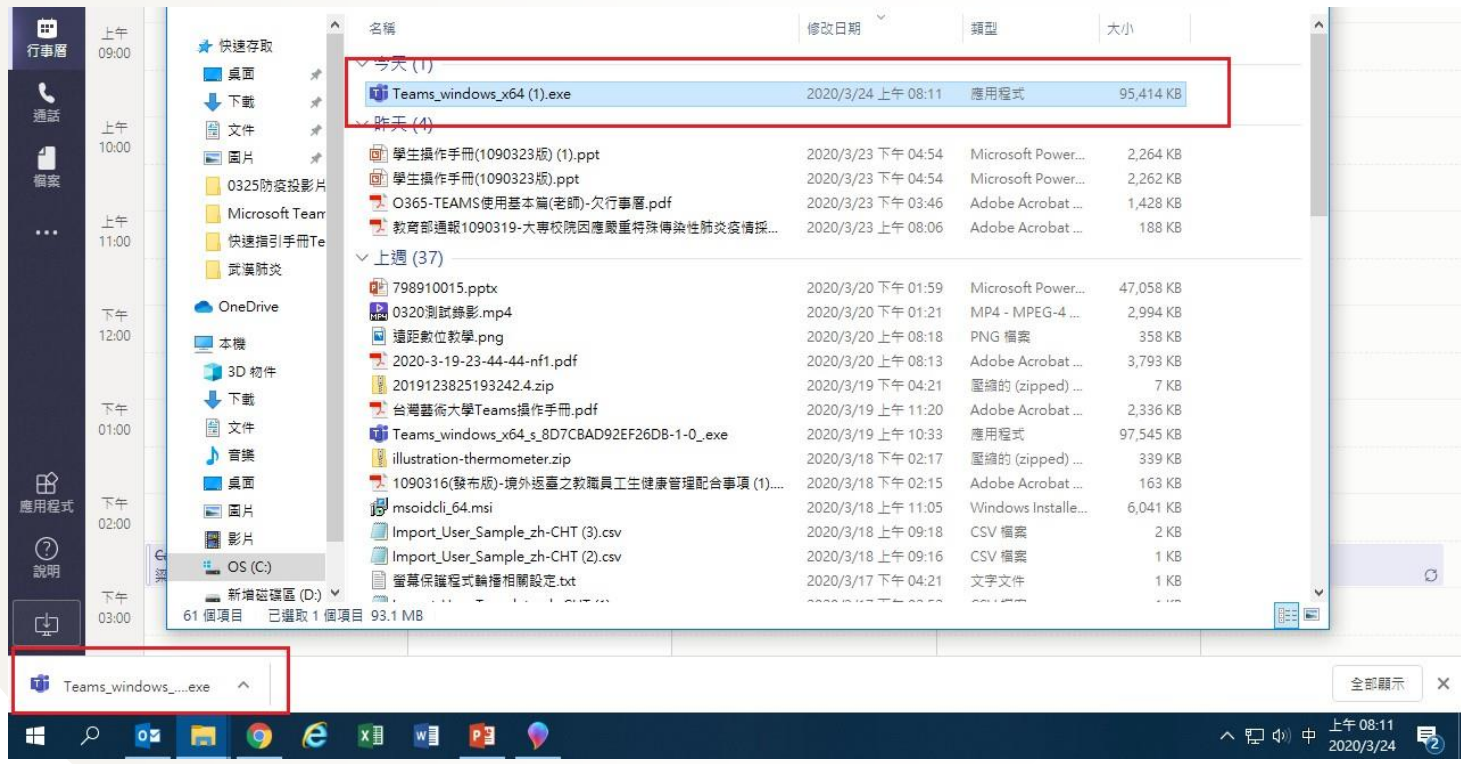 行事曆
通話
檔案
...
應用程式
說明
上午
09:00
上午
10:00
上午
11:00
下午
12:00
下午
01:00
下午
02:00
下午
03:00
快速存取
桌面
下載
文件
圖片
0325防疫投影片
Microsoft Team
快速指引手冊Te
武漢肺炎
OneDrive
本機
3D 物件
下載
文件
音樂
桌面
圖片
影片
OS (C:)
新增磁碟區 (D:)
名稱 修改日期 類型 大小
今天 (1)
Teams_windows_x64 (1).exe 2020/3/24 上午 08:11 應用程式 95,414 KB
昨天 (4)
學生操作手冊(1090323版) (1).ppt 2020/3/23 下午 04:54 Microsoft Power... 2,264 KB
學生操作手冊(1090323版).ppt 2020/3/23 下午 04:54 Microsoft Power... 2,262 KB
O365-TEAMS使用基本篇(老師)-欠行事曆.pdf 2020/3/23 下午 03:46 Adobe Acrobat ... 1,428 KB
教育部通報1090319-大專校院因應嚴重特殊傳染性肺炎疫情採... 2020/3/23 上午 08:06 Adobe Acrobat ... 188 KB
上週 (37)
798910015.pptx 2020/3/20 下午 01:59 Microsoft Power... 47,058 KB
0320測試錄影.mp4 2020/3/20 下午 01:21 MP4 - MPEG-4 ... 2,994 KB
遠距數位教學.png 2020/3/20 上午 08:18 PNG 檔案 358 KB
2020-3-19-23-44-44-nf1.pdf 2020/3/20 上午 08:13 Adobe Acrobat ... 3,793 KB
2019123825193242.4.zip 2020/3/19 下午 04:21 壓縮的 (zipped) ... 7 KB
台灣藝術大學Teams操作手冊.pdf 2020/3/19 上午 11:20 Adobe Acrobat ... 2,336 KB
Teams_windows_x64_s_8D7CBAD92EF26DB-1-0_.exe 2020/3/19 上午 10:33 應用程式 97,545 KB
illustration-thermometer.zip 2020/3/18 下午 02:17 壓縮的 (zipped) ... 339 KB
1090316(發布版)-境外返臺之教職員工生健康管理配合事項 (1).... 2020/3/18 下午 02:15 Adobe Acrobat ... 163 KB
msoidcli_64.msi 2020/3/18 上午 11:05 Windows Installe... 6,041 KB
Import_User_Sample_zh-CHT (3).csv 2020/3/18 上午 09:18 CSV 檔案 2 KB
Import_User_Sample_zh-CHT (2).csv 2020/3/18 上午 09:16 CSV 檔案 1 KB
螢幕保護程式輪播相關設定.txt 2020/3/17 下午 04:21 文字文件 1 KB
61 個項目 已選取 1 個項目 93.1 MB
Teams_windows_....exe
全部顯示
中
上午 08:11
2020/3/24
2